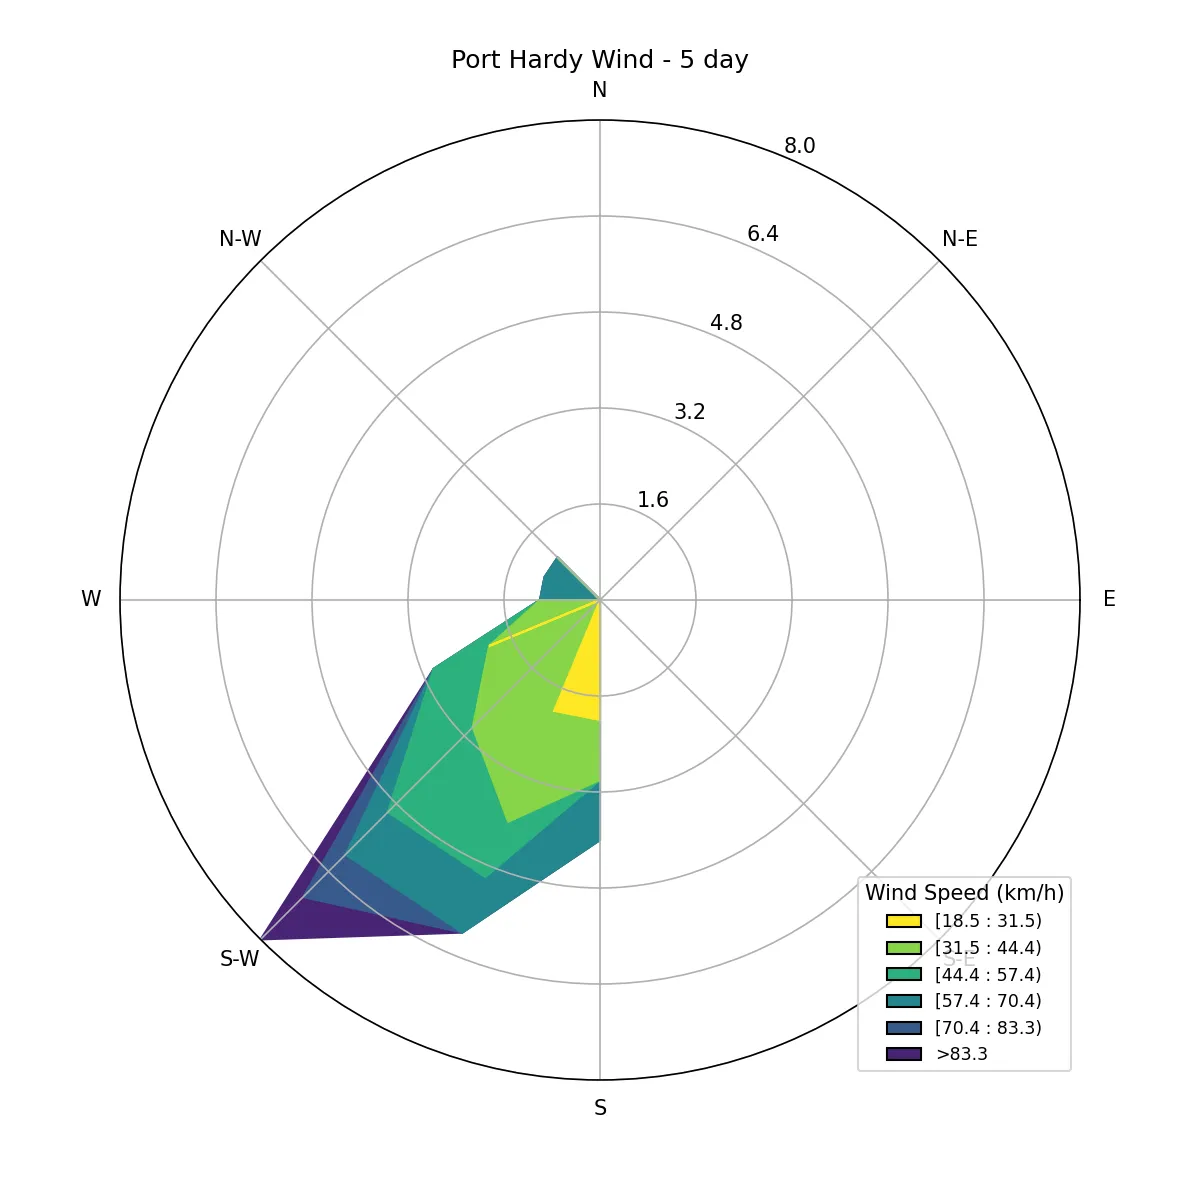 Port Hardy Wind - 5 day
N
8.0
N-W
6.4
N-E
4.8
3.2
1.6
W
E
Wind Speed (km/h)
[18.5 : 31.5)
[31.5 : 44.4)
S-W
S-E
[44.4 : 57.4)
[57.4 : 70.4)
[70.4 : 83.3)
>83.3
S